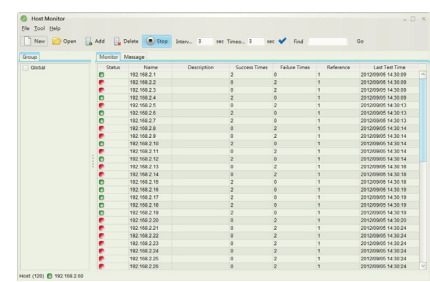 Host Monitor
File Tool Help
New Open Add Delete Stop Interv... 3 sec Timeo... 3 sec Find Go
Group Monitor Message
Global
Status Name Description Success Times Failure Times Reference Last Test Time
192.168.2.1 2 0 1 2012/09/05 14:30:09
192.168.2.2 0 2 1 2012/09/05 14:30:09
192.168.2.3 0 2 1 2012/09/05 14:30:09
192.168.2.4 2 0 1 2012/09/05 14:30:09
192.168.2.5 0 2 1 2012/09/05 14:30:13
192.168.2.6 0 2 1 2012/09/05 14:30:13
192.168.2.7 2 0 1 2012/09/05 14:30:13
192.168.2.8 0 2 1 2012/09/05 14:30:14
192.168.2.9 0 2 1 2012/09/05 14:30:14
192.168.2.10 2 0 1 2012/09/05 14:30:14
192.168.2.11 0 2 1 2012/09/05 14:30:14
192.168.2.12 2 0 1 2012/09/05 14:30:14
192.168.2.13 0 2 1 2012/09/05 14:30:18
192.168.2.14 0 2 1 2012/09/05 14:30:18
192.168.2.15 2 0 1 2012/09/05 14:30:18
192.168.2.16 2 0 1 2012/09/05 14:30:19
192.168.2.17 2 0 1 2012/09/05 14:30:19
192.168.2.18 2 0 1 2012/09/05 14:30:19
192.168.2.19 2 0 1 2012/09/05 14:30:19
192.168.2.20 0 2 1 2012/09/05 14:30:20
192.168.2.21 0 2 1 2012/09/05 14:30:24
192.168.2.22 0 2 1 2012/09/05 14:30:24
192.168.2.23 0 2 1 2012/09/05 14:30:24
192.168.2.24 0 2 1 2012/09/05 14:30:24
192.168.2.25 0 2 1 2012/09/05 14:30:24
192.168.2.26 0 2 1 2012/09/05 14:30:24
Host (120) 192.168.2.60